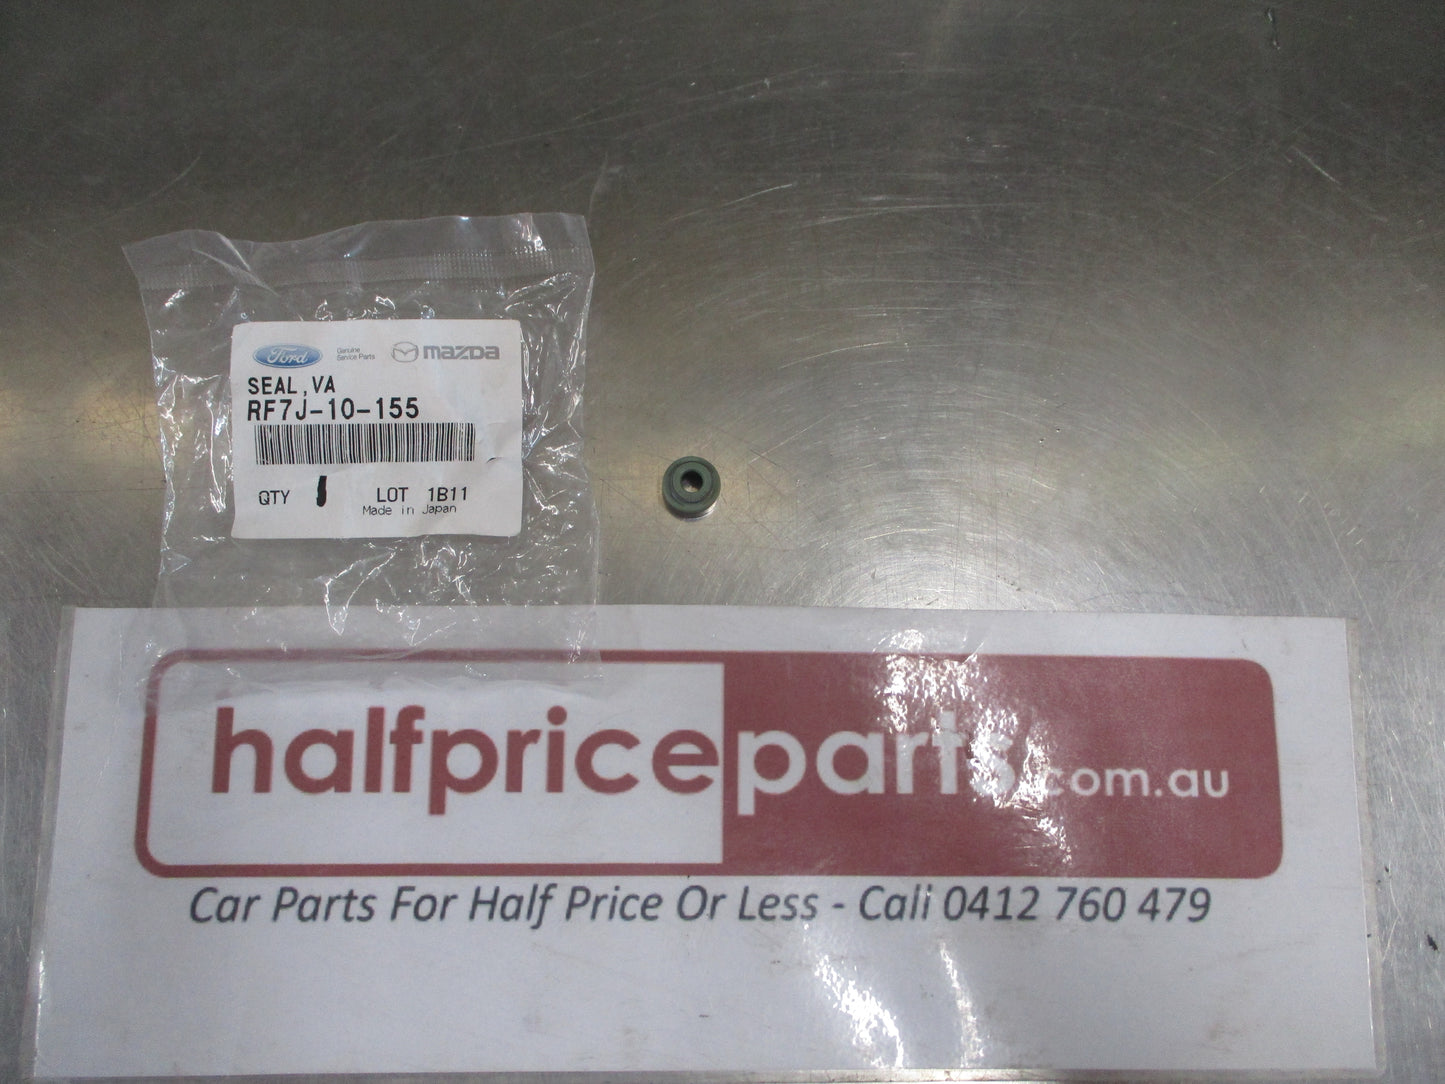 Ford Genuine Service Parts mazda
SEAL,VA
RF7J-10-155
QTY 1 LOT 1B11
Made in Japan
halfpriceparts.com.au
Car Parts For Half Price Or Less - Call 0412 760 479